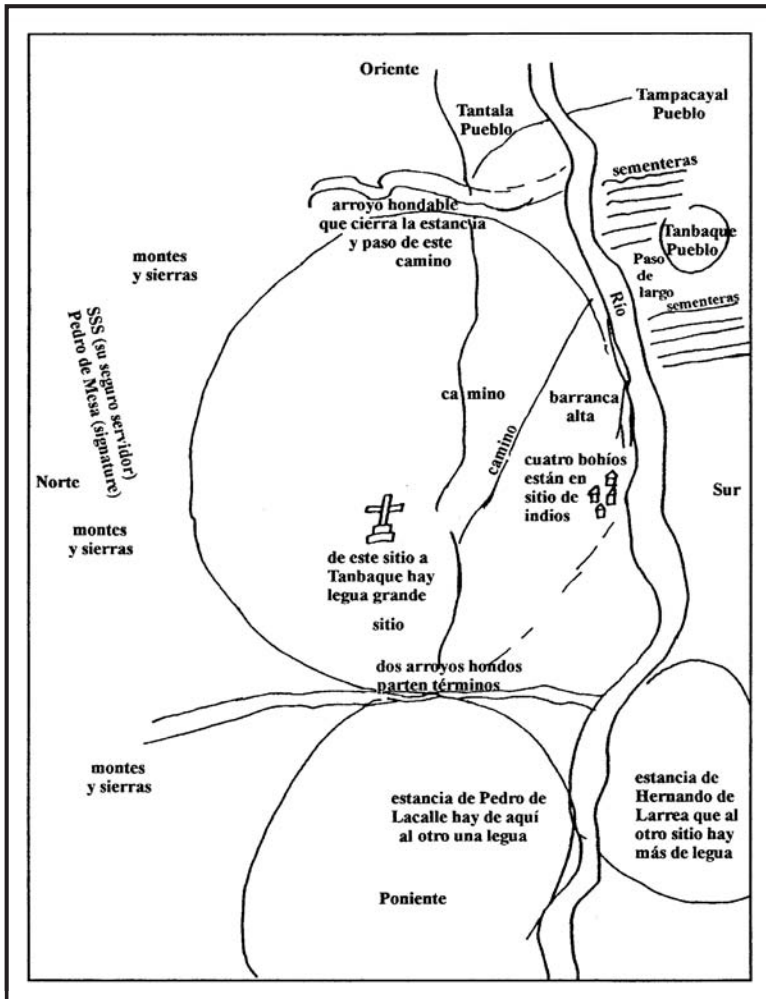 Oriente
Tantala
Pueblo
Tampacayal
Pueblo
sementeras
arroyo hondable
que cierra la estancia
y paso de este
camino
Tanbaque
Pueblo
montes
y sierras
Paso
de
largo
Río
sementeras
SSS (su seguro servidor)
Pedro de Mesa (signature)
camino
camino
barranca
alta
cuatro bohíos
están en
sitio de
indios
Norte
Sur
montes
y sierras
de este sitio a
Tanbaque hay
legua grande
sitio
dos arroyos hondos
parten términos
montes
y sierras
estancia de Pedro de
Lacalle hay de aquí
al otro una legua
estancia de
Hernando de
Larrea que al
otro sitio hay
más de legua
Poniente